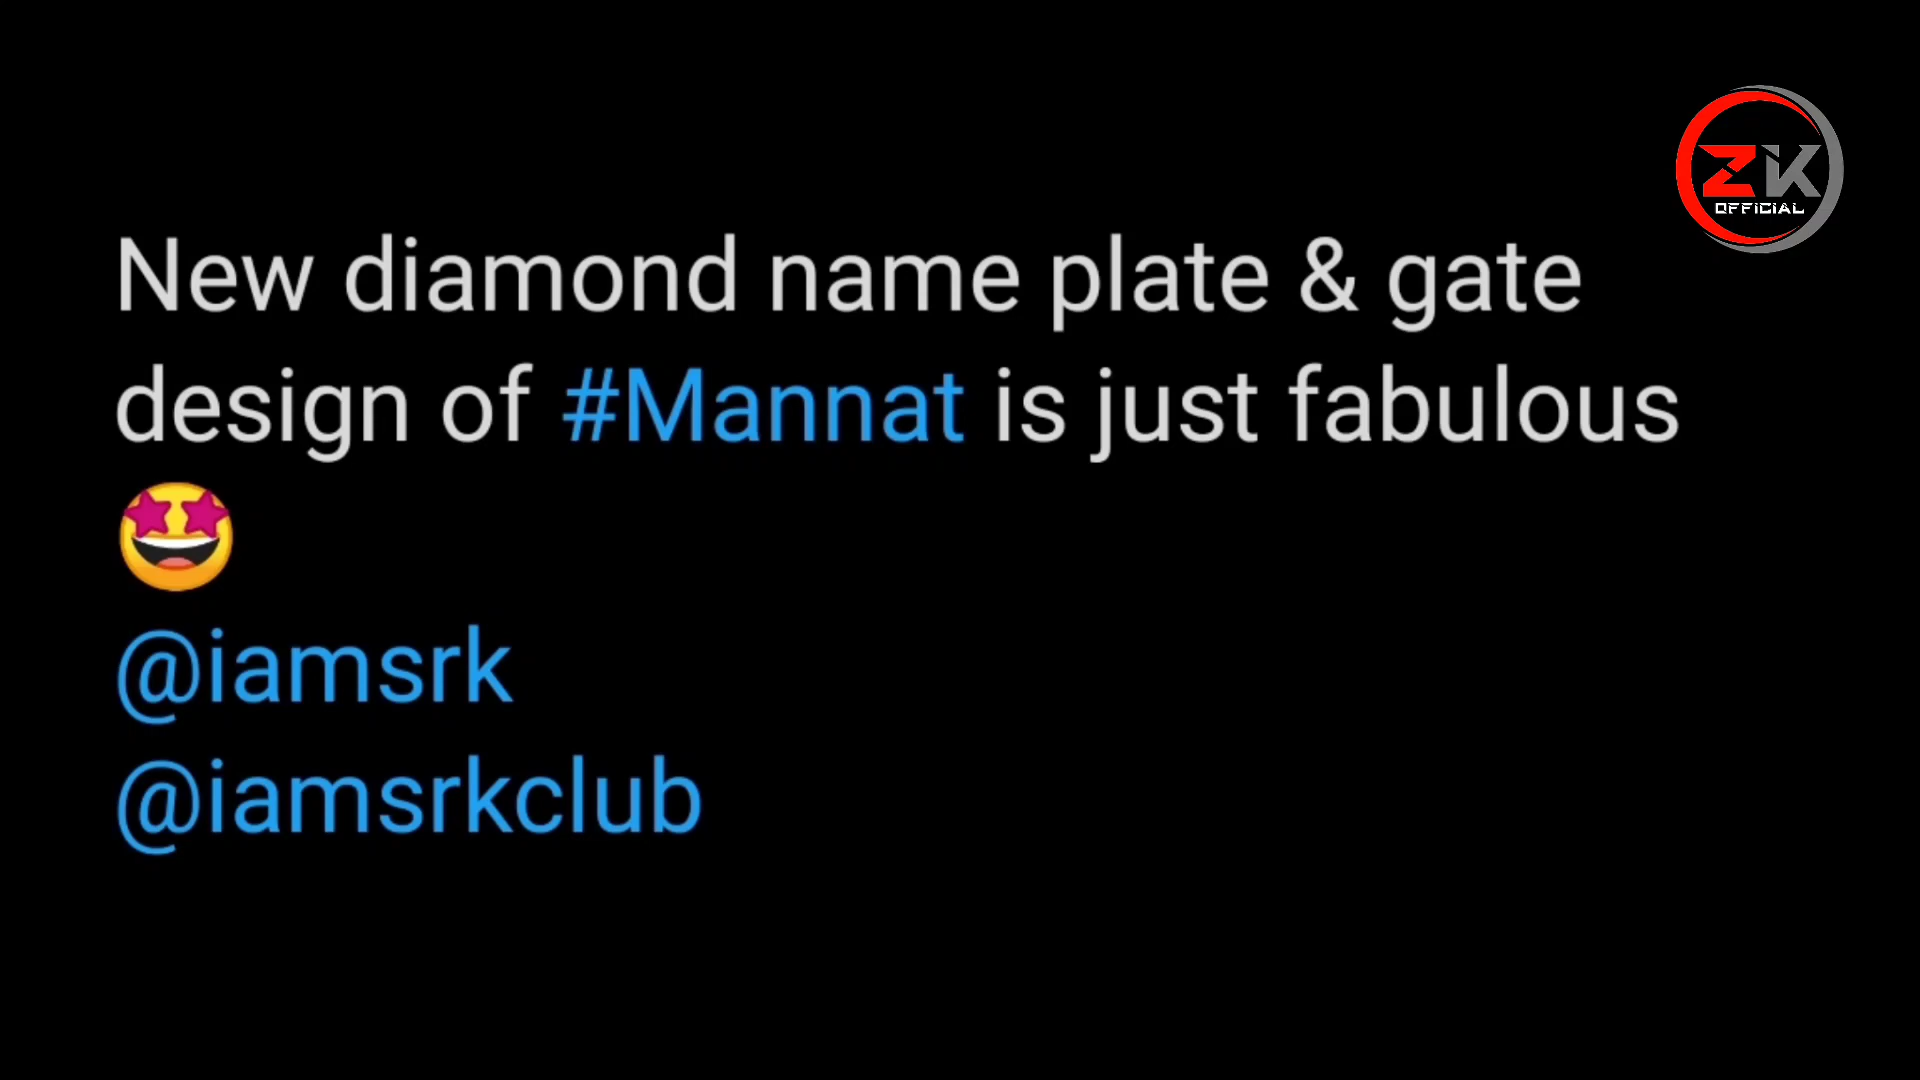 ZK
OFFICIAL
New diamond name plate & gate
design of #Mannat is just fabulous
🤩
@iamsrk
@iamsrkclub